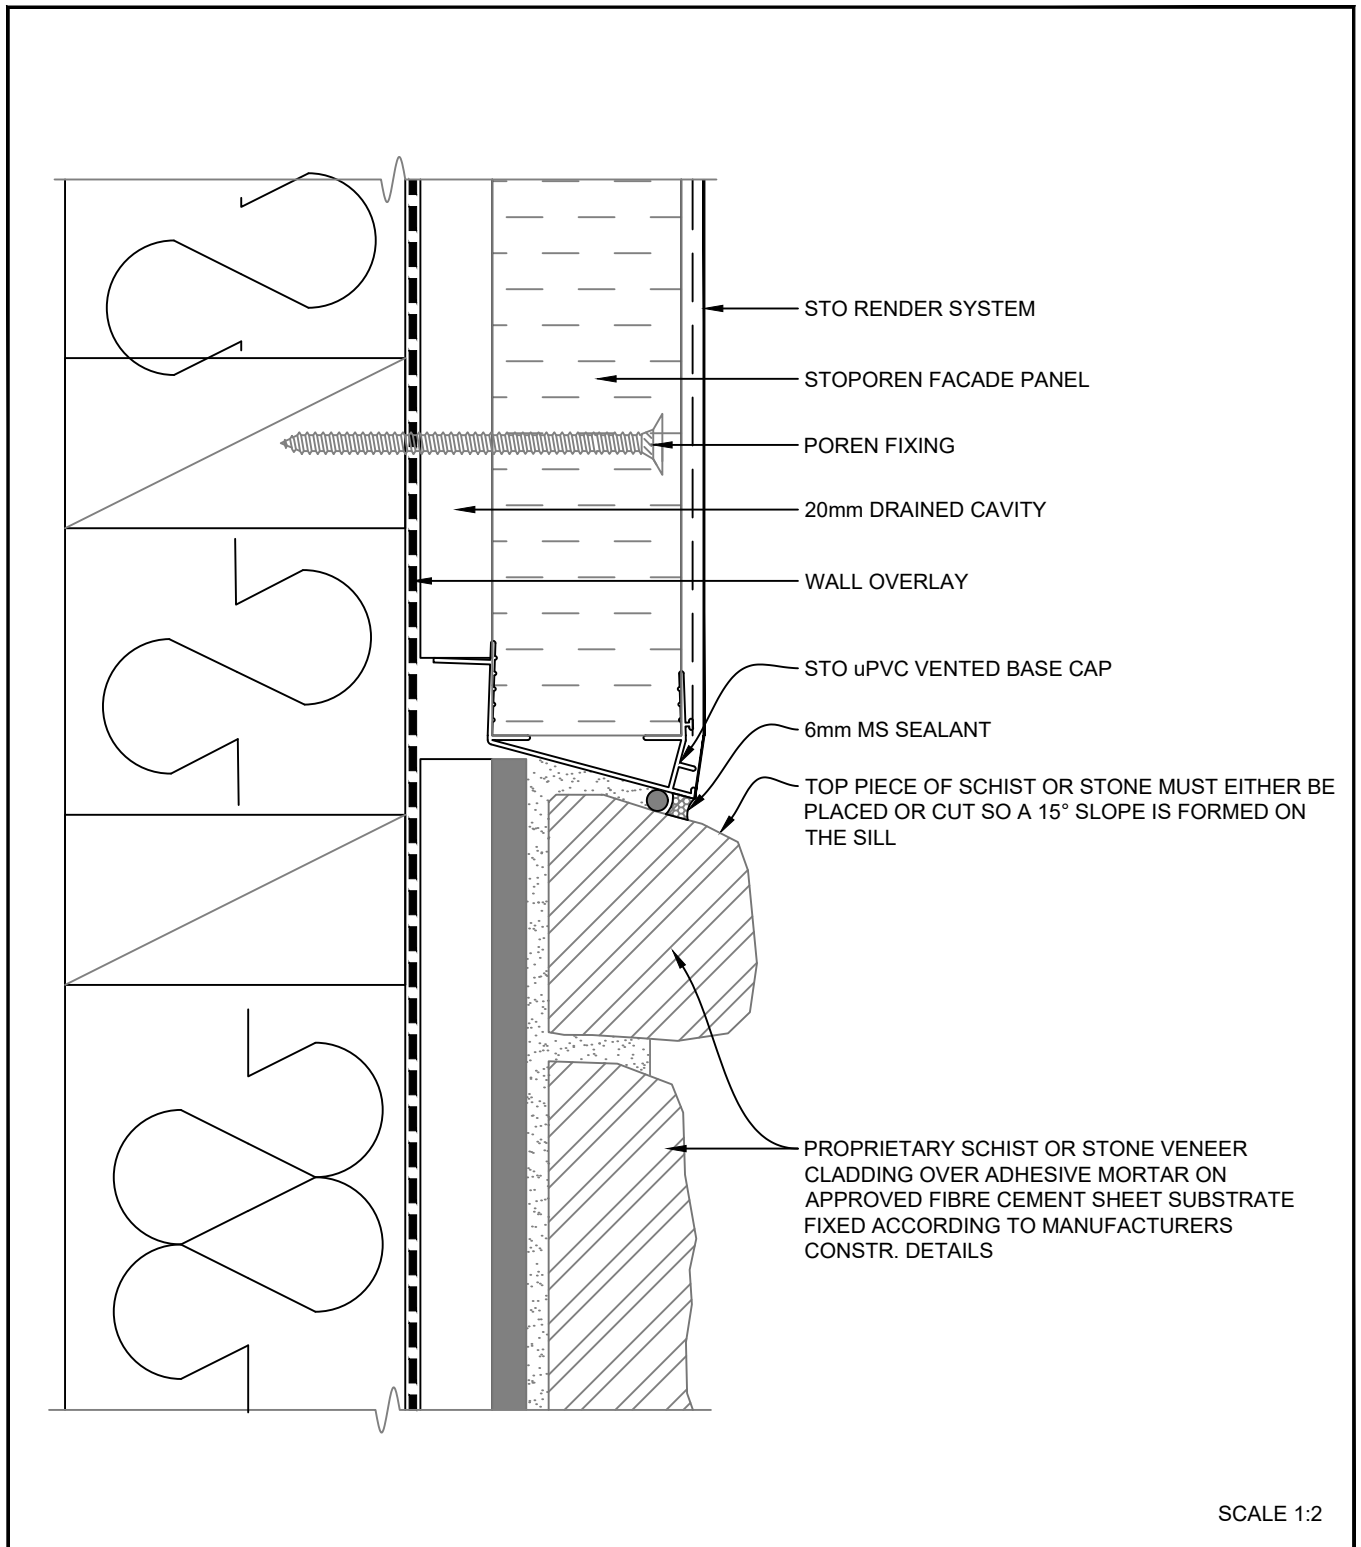 STO RENDER SYSTEM
STOPOREN FACADE PANEL
POREN FIXING
20mm DRAINED CAVITY
WALL OVERLAY
STO uPVC VENTED BASE CAP
6mm MS SEALANT
TOP PIECE OF SCHIST OR STONE MUST EITHER BE
PLACED OR CUT SO A 15° SLOPE IS FORMED ON
THE SILL
PROPRIETARY SCHIST OR STONE VENEER
CLADDING OVER ADHESIVE MORTAR ON
APPROVED FIBRE CEMENT SHEET SUBSTRATE
FIXED ACCORDING TO MANUFACTURERS
CONSTR. DETAILS
SCALE 1:2